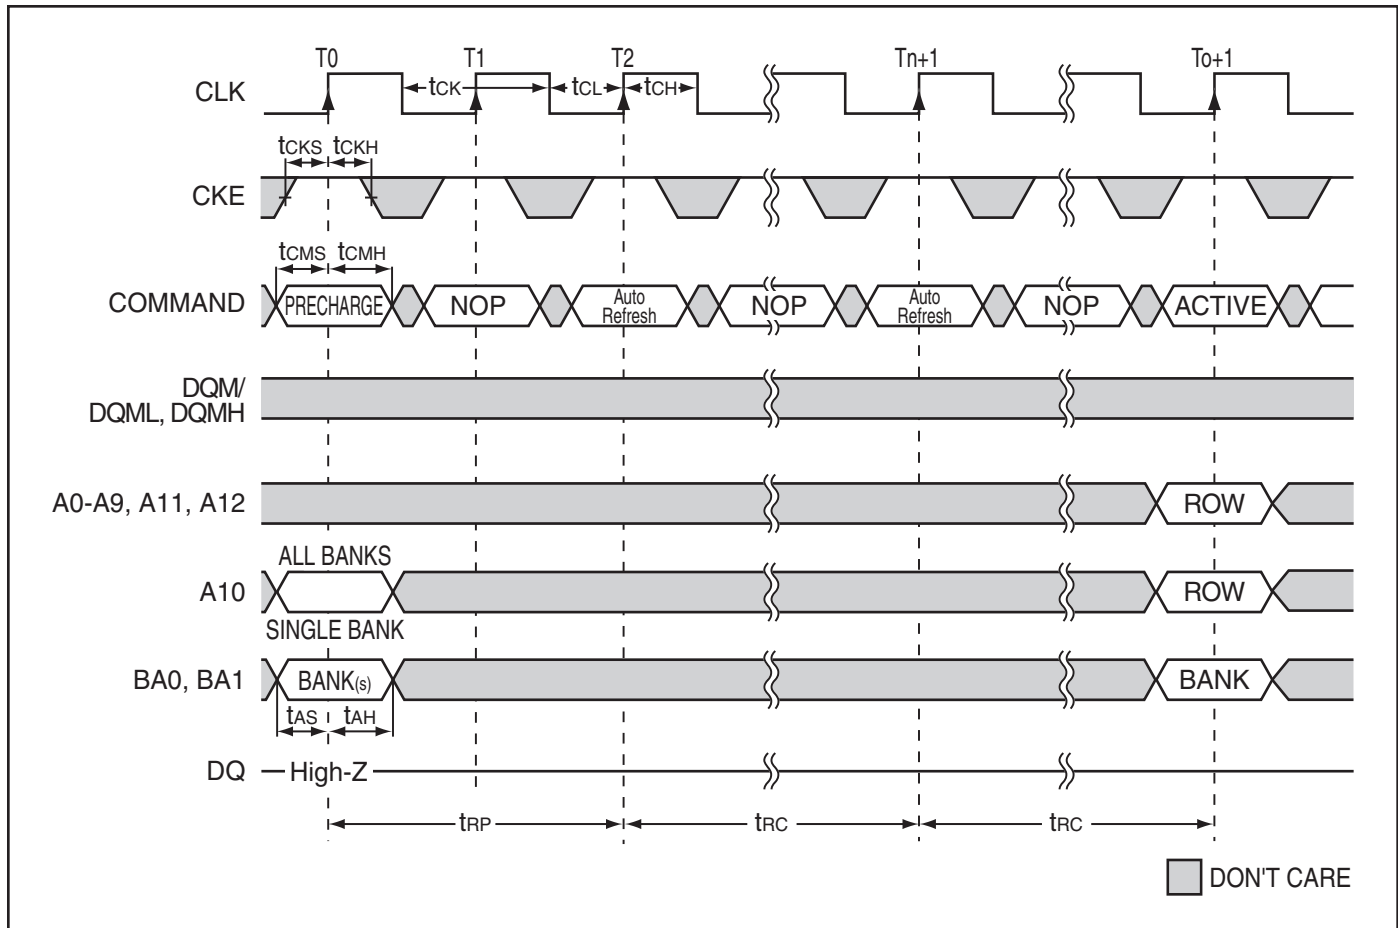 T0 T1 T2 Tn+1 To+1
CLK tCK tCL tCH
tCKS tCKH
CKE
tCMS tCMH
COMMAND PRECHARGE NOP Auto Refresh NOP Auto Refresh NOP ACTIVE
DQM/
DQML, DQMH
A0-A9, A11, A12 ROW
ALL BANKS
A10 ROW
SINGLE BANK
BA0, BA1 BANK(s) BANK
tAS tAH
DQ High-Z
tRP tRC tRC
DON'T CARE